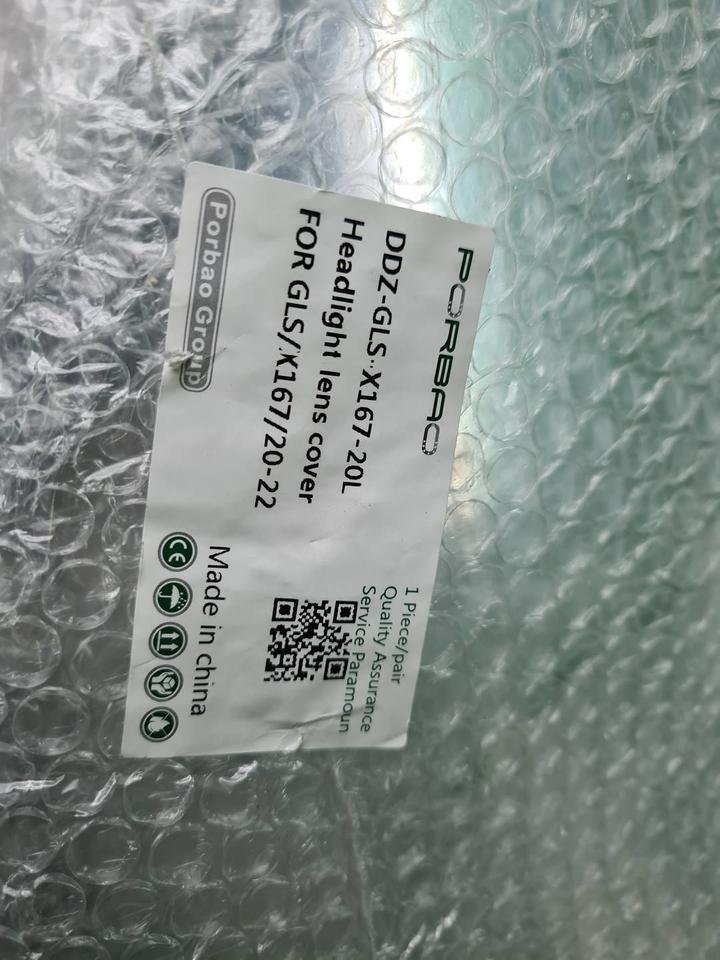 PORBAO
DDZ-GLS-X167-20L
Headlight lens cover
FOR GLS/X167/20-22
Porbao Group
1 Piece/pair
Quality Assurance
Service Paramoun
Made in china
CE